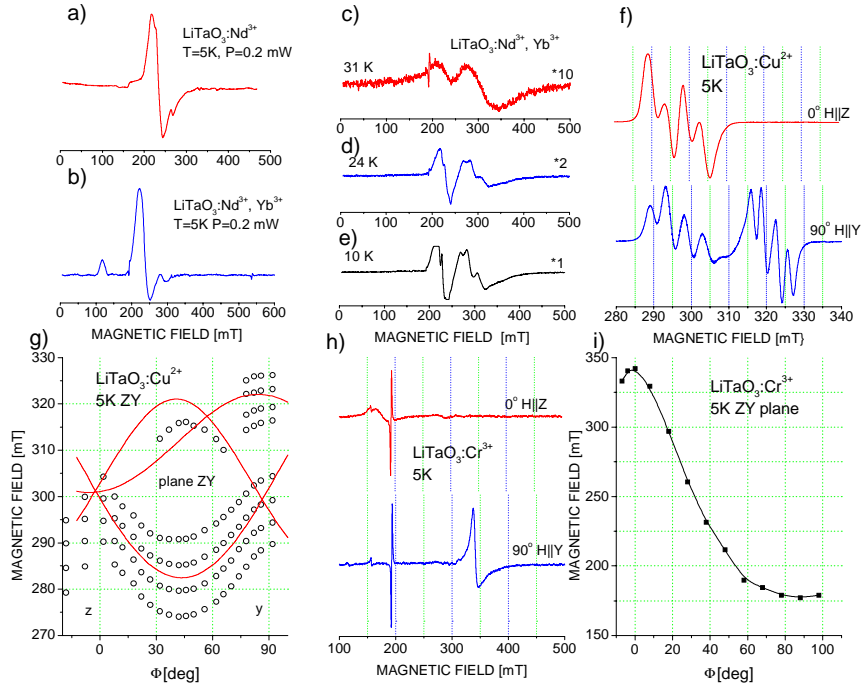 a)
LiTaO₃:Nd³⁺
T=5K, P=0.2 mW
0 100 200 300 400 500
b)
LiTaO₃:Nd³⁺, Yb³⁺
T=5K P=0.2 mW
0 100 200 300 400 500 600
MAGNETIC FIELD [mT]
c)
LiTaO₃:Nd³⁺, Yb³⁺
31 K
*10
0 100 200 300 400 500
d)
24 K
*2
0 100 200 300 400 500
e)
10 K
*1
0 100 200 300 400 500
MAGNETIC FIELD [mT]
f)
LiTaO₃:Cu²⁺
5K
0° H||Z
90° H||Y
280 290 300 310 320 330 340
MAGNETIC FIELD [mT}
g)
330
320
310
300
290
280
270
MAGNETIC FIELD [mT]
LiTaO₃:Cu²⁺
5K ZY
plane ZY
z
y
0 30 60 90
Φ[deg]
h)
0° H||Z
LiTaO₃:Cr³⁺
5K
90° H||Y
100 200 300 400 500
MAGNETIC FIELD [mT]
i)
350
300
250
200
150
MAGNETIC FIELD [mT]
LiTaO₃:Cr³⁺
5K ZY plane
0 20 40 60 80 100
Φ[deg]